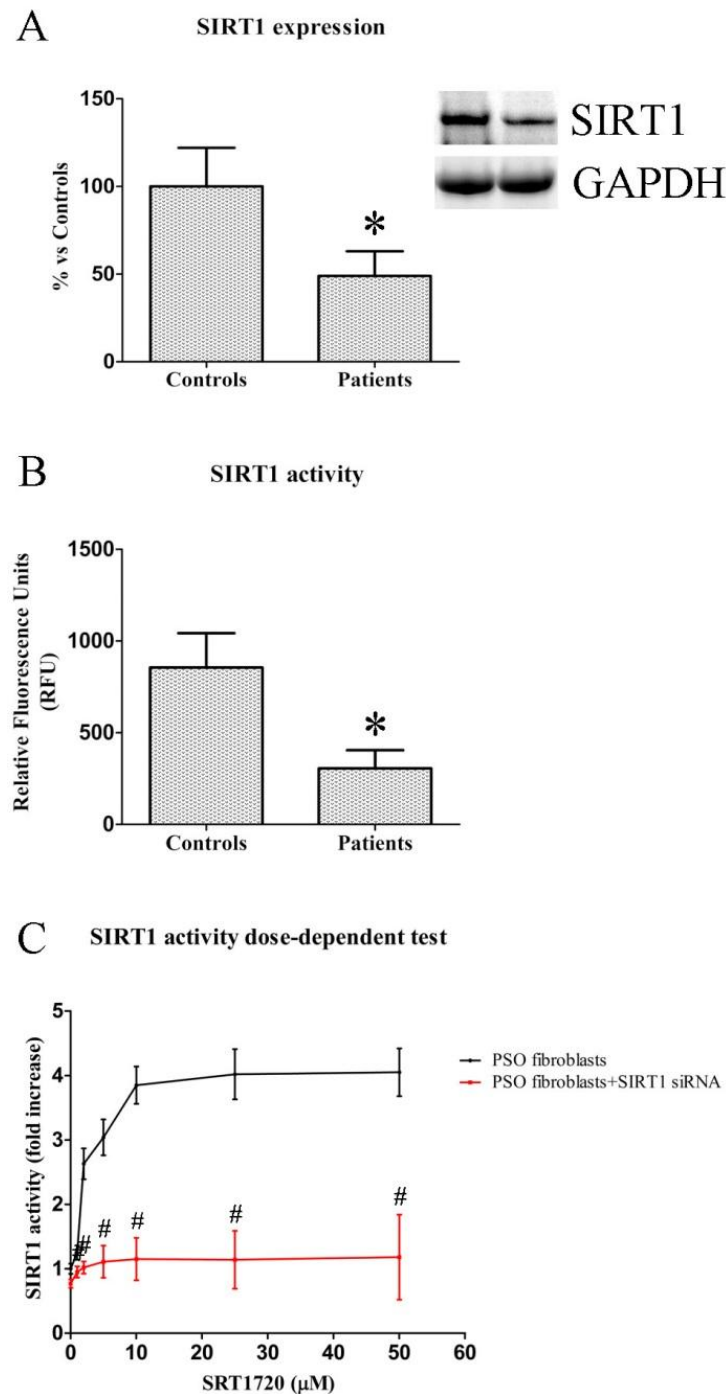 A
SIRT1 expression
150
100
50
0
% vs Controls
*
Controls
Patients
SIRT1
GAPDH
B
SIRT1 activity
1500
1000
500
0
Relative Fluorescence Units
(RFU)
*
Controls
Patients
C
SIRT1 activity dose-dependent test
5
4
3
2
1
0
SIRT1 activity (fold increase)
PSO fibroblasts
PSO fibroblasts+SIRT1 siRNA
# # # # # #
0 10 20 30 40 50 60
SRT1720 (μM)